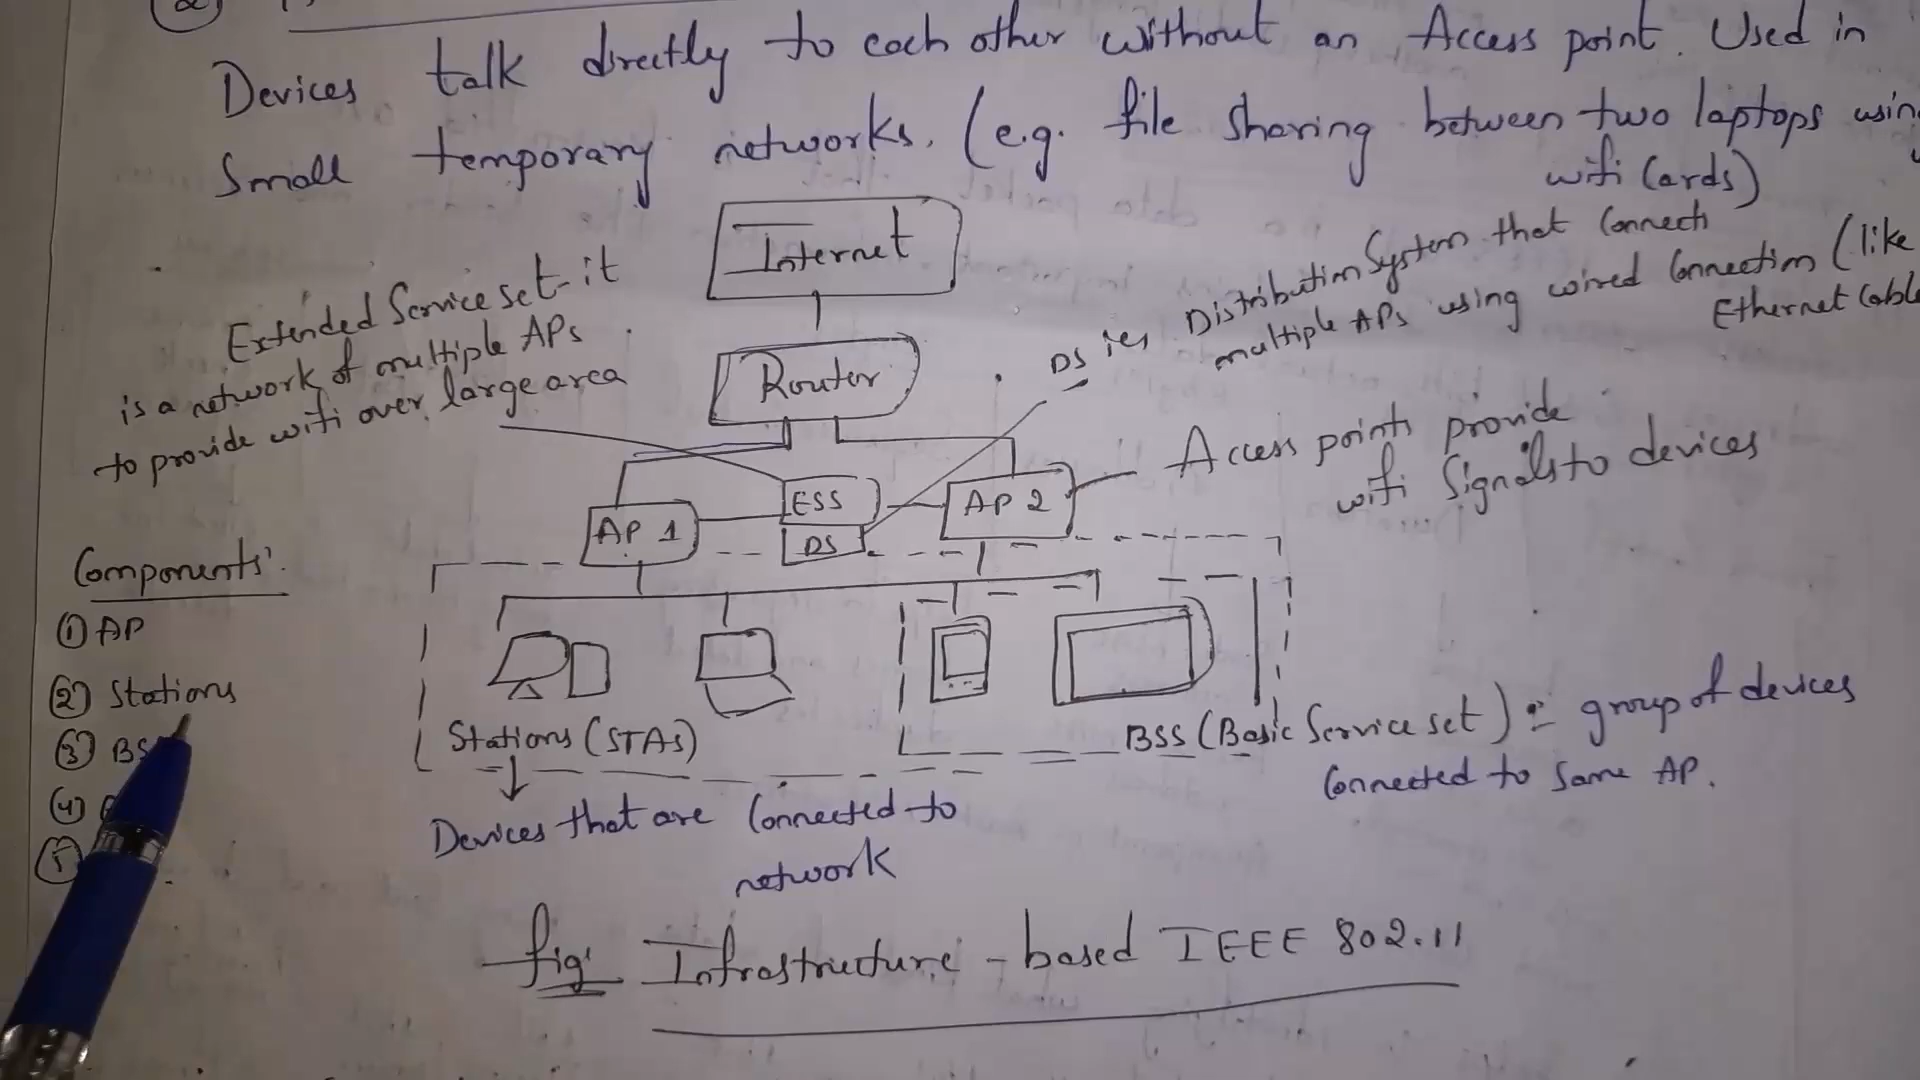 2
Devices talk directly to each other without an Access point. Used in
Small temporary networks. (e.g. file sharing between two laptops using
wifi Cards)
Internet
Extended Service set - it
is a network of multiple APs
to provide wifi over large area
DS is Distribution System that connects
multiple APs using wired connection (like
Ethernet Cable
Router
Access points provide
wifi Signals to devices
ESS
AP 2
AP 1
DS
Components:
① AP
② Stations
③
④
⑤
Stations (STAs)
BSS (Basic Service set) = group of devices
Connected to Same AP.
Devices that are Connected to
network
fig: Infrastructure - based IEEE 802.11